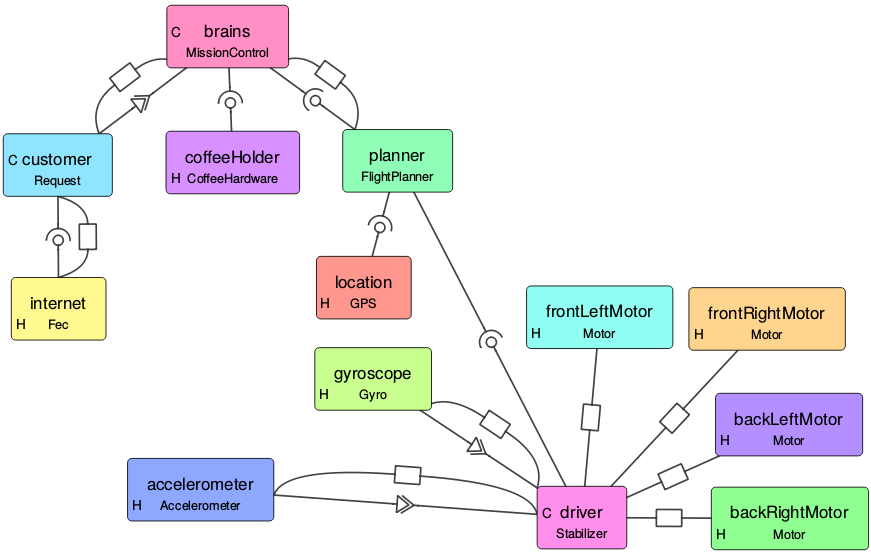 C brains
MissionControl
C customer
Request
coffeeHolder
H CoffeeHardware
planner
FlightPlanner
internet
H Fec
location
H GPS
frontLeftMotor
H Motor
frontRightMotor
H Motor
gyroscope
H Gyro
backLeftMotor
H Motor
accelerometer
H Accelerometer
C driver
Stabilizer
backRightMotor
H Motor